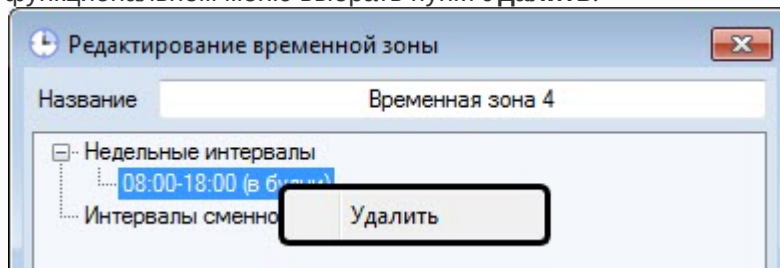 функциональном меню выбрать пункт Удалить.
Редактирование временной зоны
Название Временная зона 4
Недельные интервалы
08:00-18:00 (в будни)
Интервалы сменно
Удалить